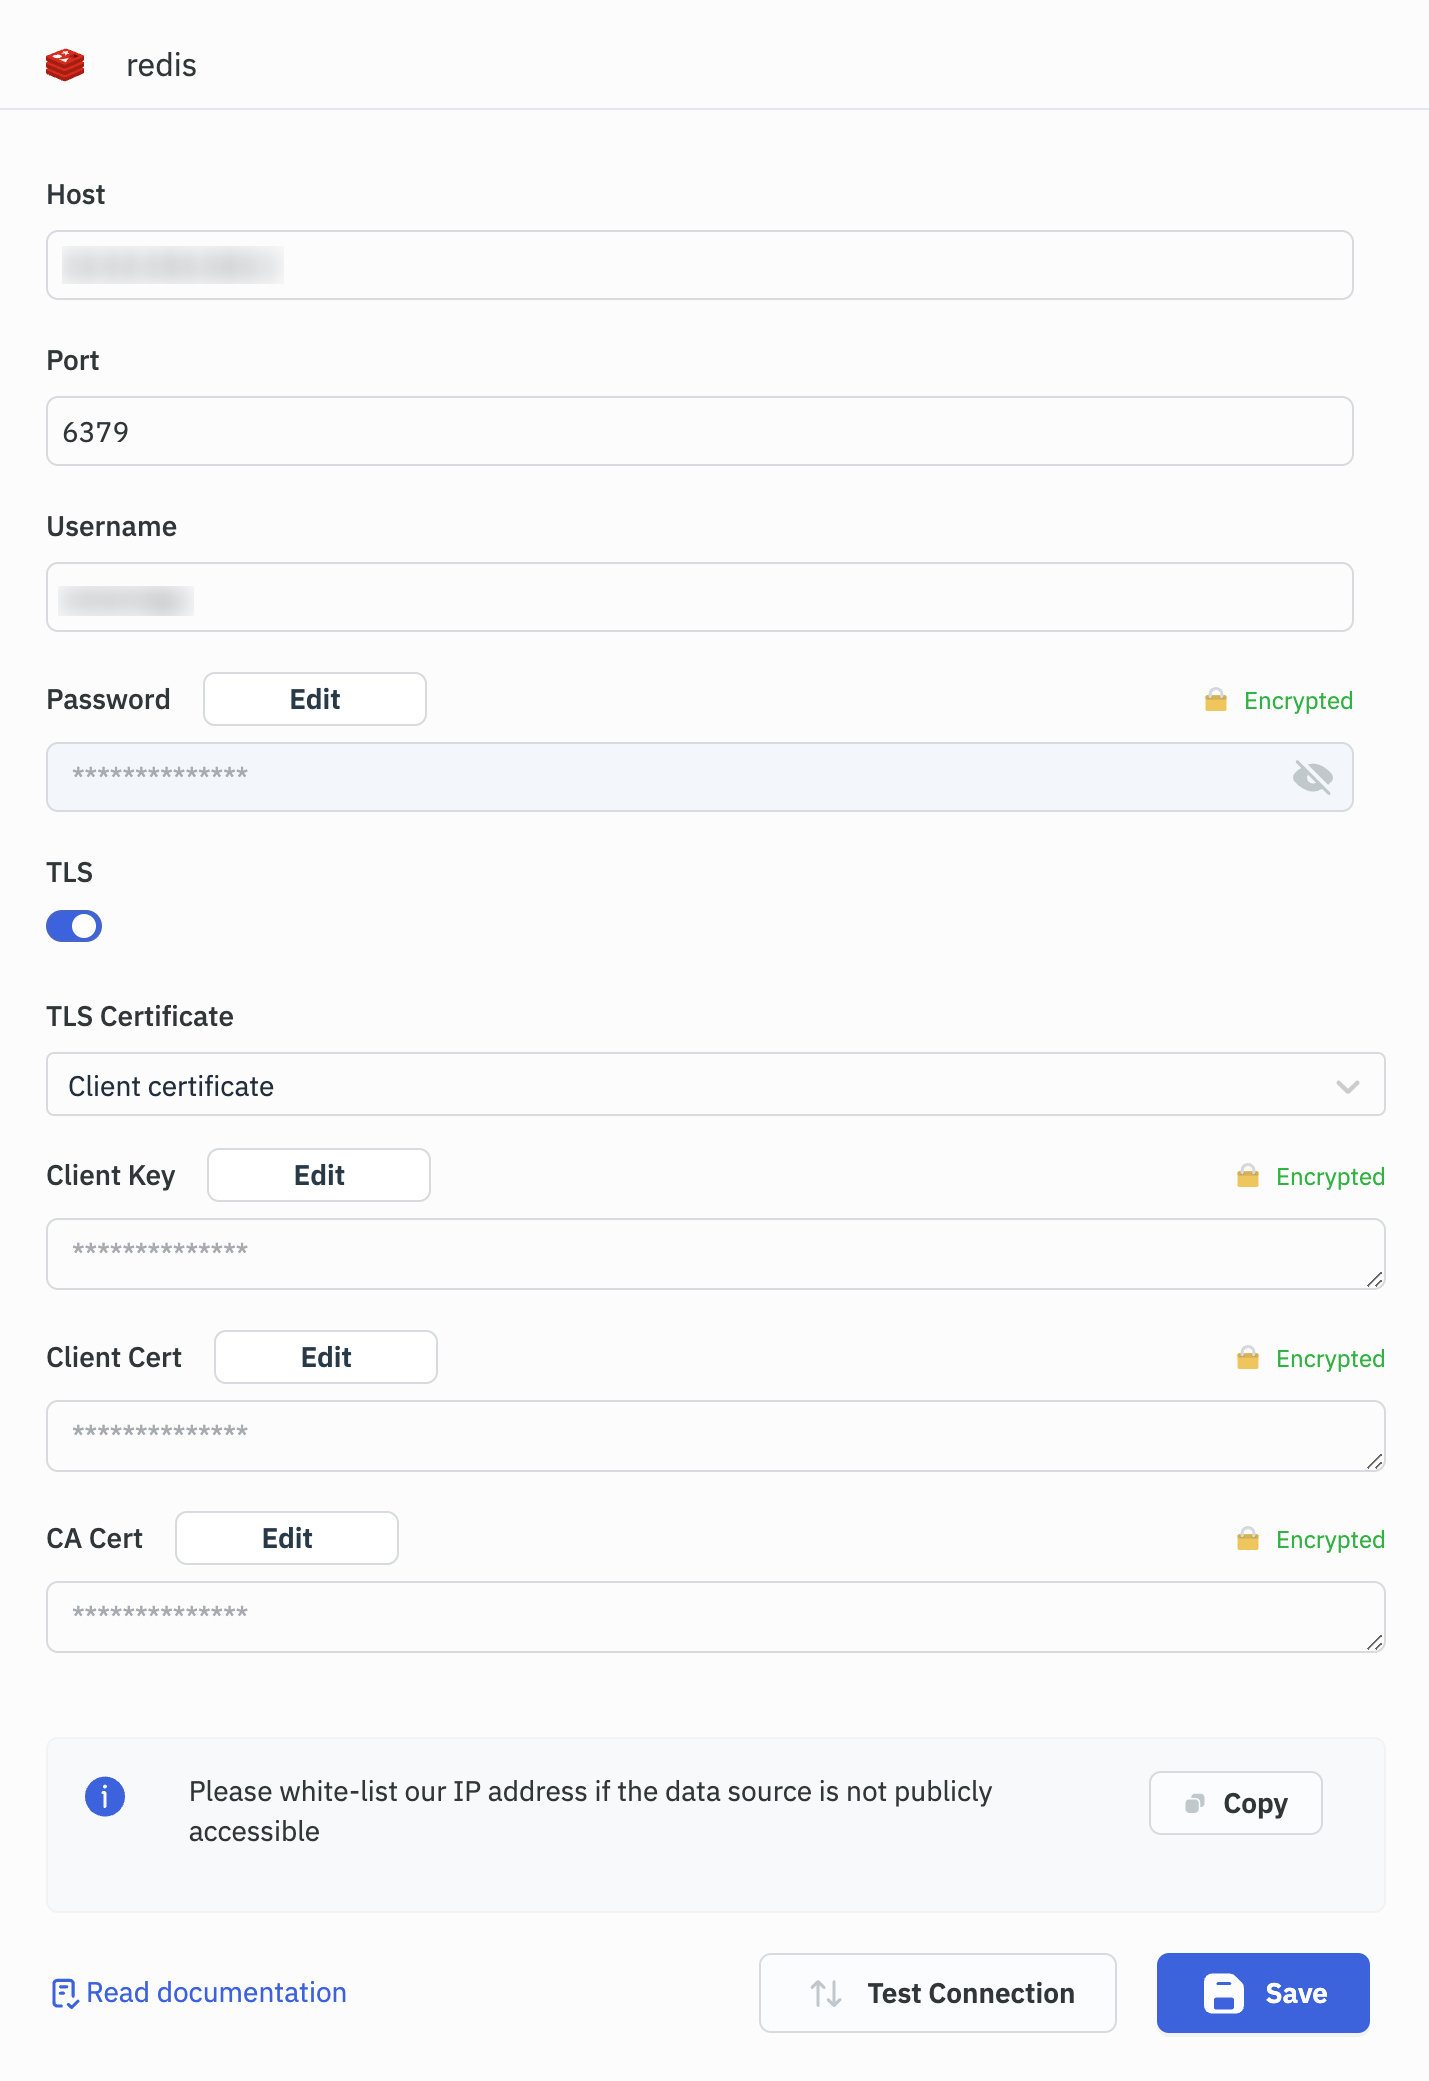 redis
Host
Port
6379
Username
Password Edit Encrypted
**************
TLS
TLS Certificate
Client certificate
Client Key Edit Encrypted
**************
Client Cert Edit Encrypted
**************
CA Cert Edit Encrypted
**************
Please white-list our IP address if the data source is not publicly
accessible
Copy
Read documentation Test Connection Save